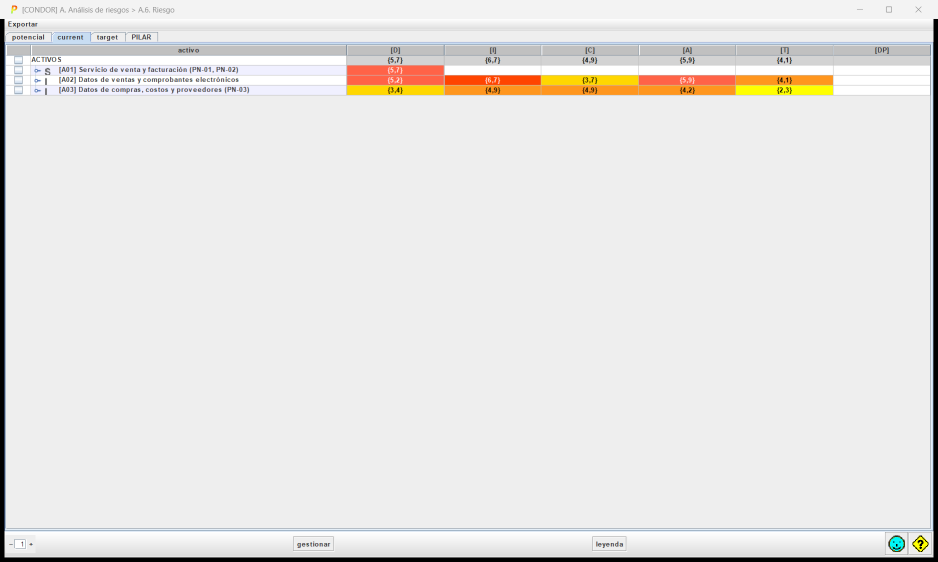 [CONDOR] A. Análisis de riesgos > A.6. Riesgo
Exportar
potencial current target PILAR
activo [D] [I] [C] [A] [T] [DP]
ACTIVOS {5,7} {6,7} {4,9} {5,9} {4,1}
S [A01] Servicio de venta y facturación (PN-01, PN-02) {5,7}
I [A02] Datos de ventas y comprobantes electrónicos {5,2} {6,7} {3,7} {5,9} {4,1}
I [A03] Datos de compras, costos y proveedores (PN-03) {3,4} {4,9} {4,9} {4,2} {2,3}
- 1 + gestionar leyenda ?